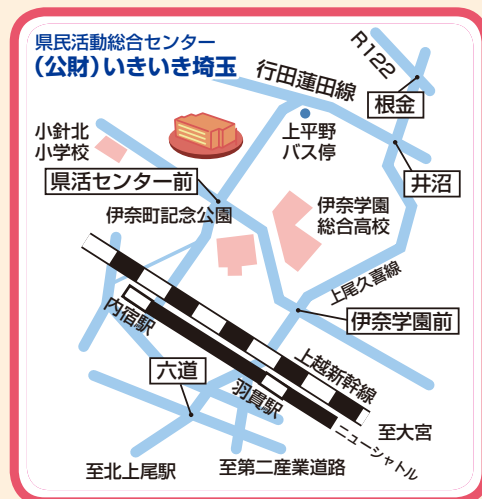 県民活動総合センター
(公財)いきいき埼玉
R122
行田蓮田線
根金
小針北
小学校
上平野
バス停
県活センター前
井沼
伊奈町記念公園
伊奈学園
総合高校
上尾久喜線
内宿駅
伊奈学園前
上越新幹線
六道
羽貫駅
至大宮
ニューシャトル
至北上尾駅
至第二産業道路